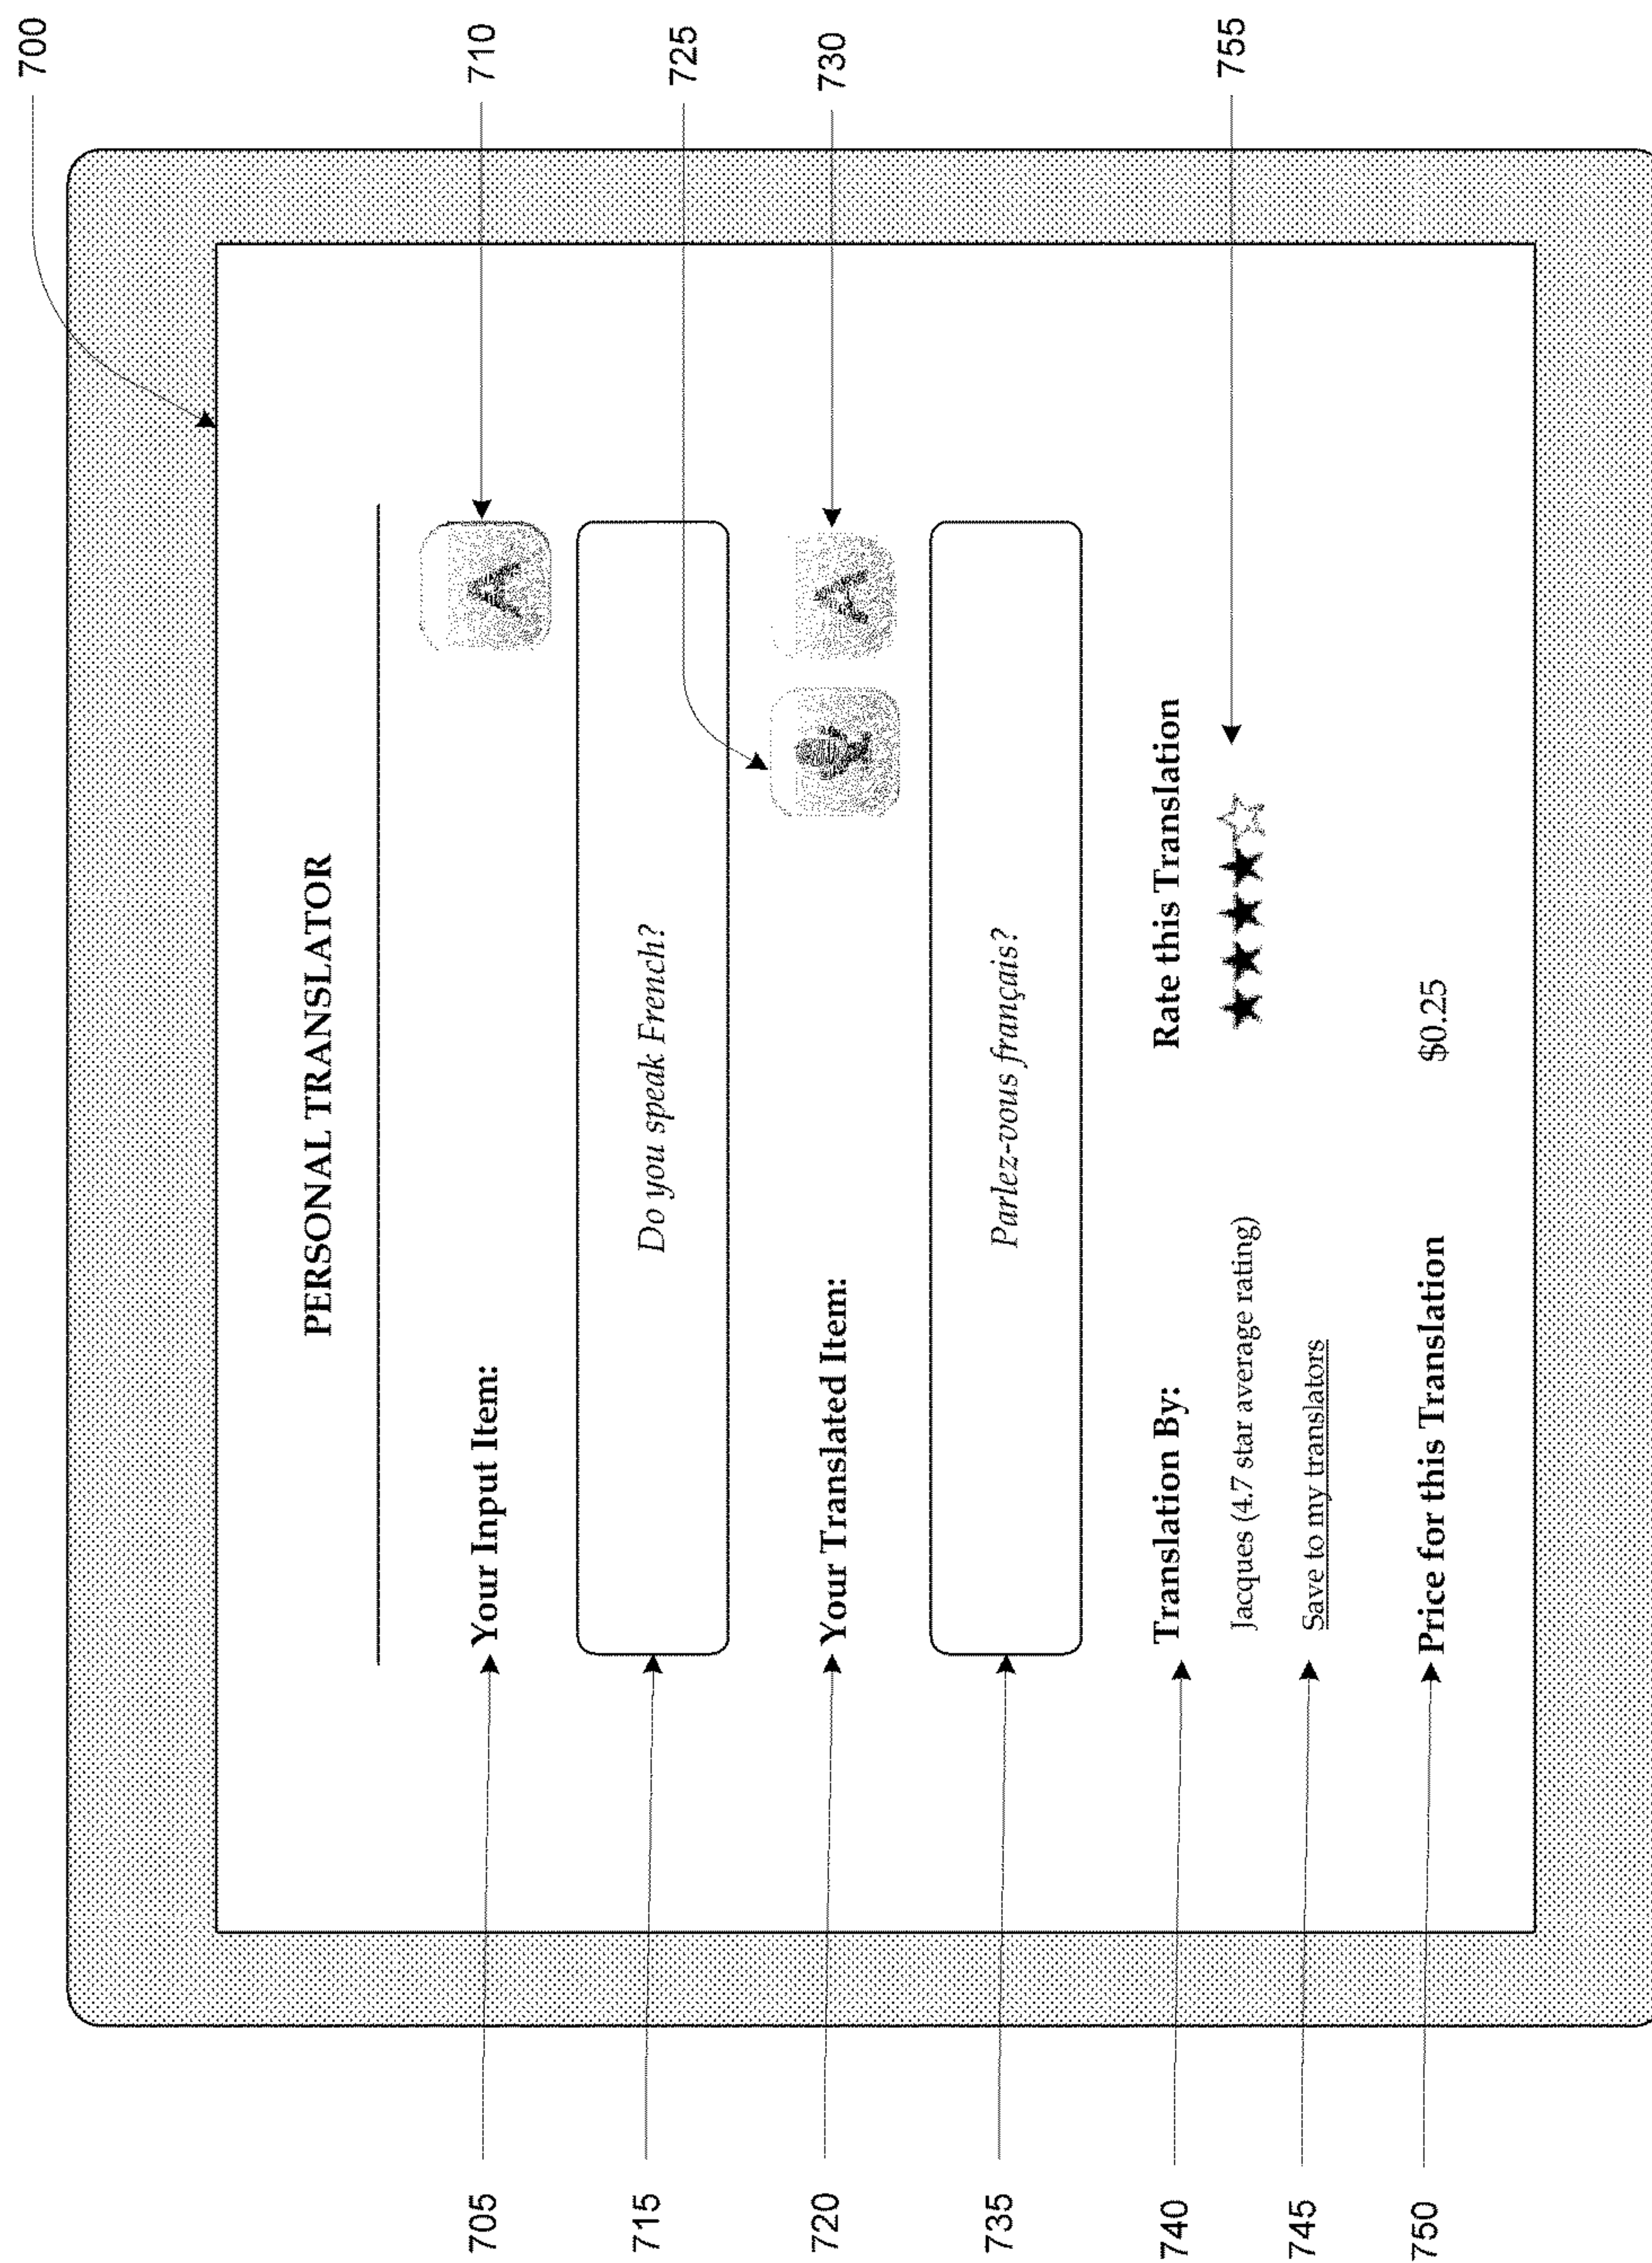 700
PERSONAL TRANSLATOR
705
Your Input Item:
A
710
715
Do you speak French?
725
720
Your Translated Item:
A
730
735
Parlez-vous français?
740
Translation By:
Rate this Translation
Jacques (4.7 star average rating)
755
745
Save to my translators
750
Price for this Translation
$0.25